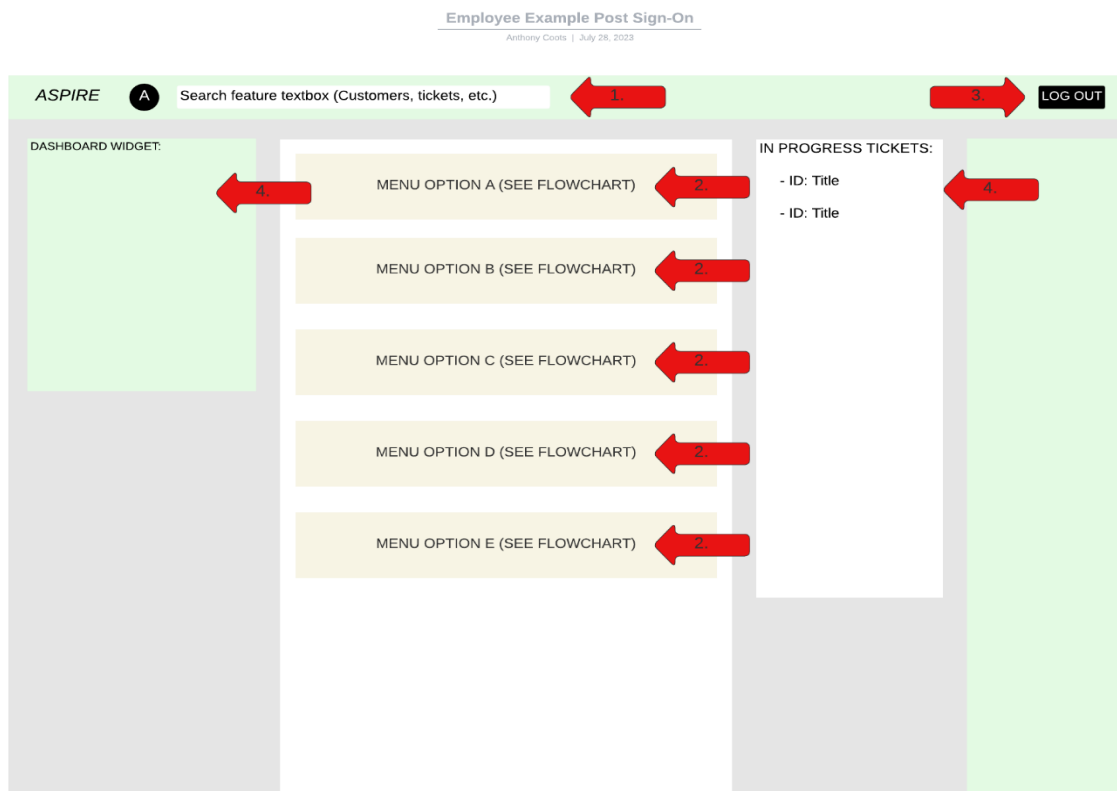 Employee Example Post Sign-On
Anthony Coots | July 28, 2023
ASPIRE
A
Search feature textbox (Customers, tickets, etc.)
1.
3.
LOG OUT
DASHBOARD WIDGET:
4.
MENU OPTION A (SEE FLOWCHART)
2.
MENU OPTION B (SEE FLOWCHART)
2.
MENU OPTION C (SEE FLOWCHART)
2.
MENU OPTION D (SEE FLOWCHART)
2.
MENU OPTION E (SEE FLOWCHART)
2.
IN PROGRESS TICKETS:
- ID: Title
- ID: Title
4.